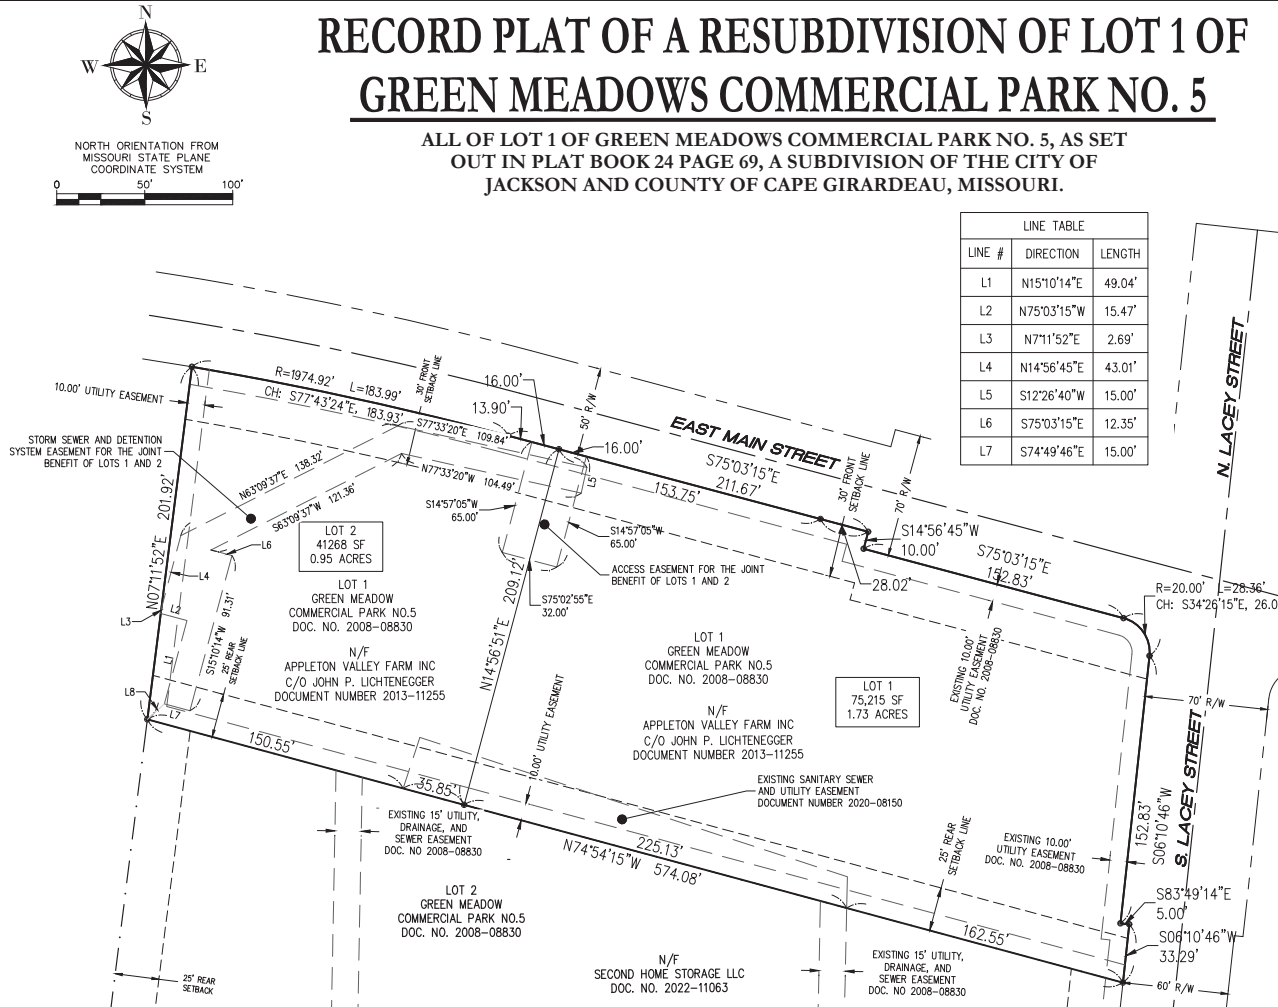 N
W
E
S
NORTH ORIENTATION FROM
MISSOURI STATE PLANE
COORDINATE SYSTEM
0 50' 100'
RECORD PLAT OF A RESUBDIVISION OF LOT 1 OF
GREEN MEADOWS COMMERCIAL PARK NO. 5
ALL OF LOT 1 OF GREEN MEADOWS COMMERCIAL PARK NO. 5, AS SET
OUT IN PLAT BOOK 24 PAGE 69, A SUBDIVISION OF THE CITY OF
JACKSON AND COUNTY OF CAPE GIRARDEAU, MISSOURI.
LINE TABLE
LINE # DIRECTION LENGTH
L1 N15°10'14"E 49.04'
L2 N75°03'15"W 15.47'
L3 N7°11'52"E 2.69'
L4 N14°56'45"E 43.01'
L5 S12°26'40"W 15.00'
L6 S75°03'15"E 12.35'
L7 S74°49'46"E 15.00'
N. LACEY STREET
10.00' UTILITY EASEMENT
R=1974.92' L=183.99'
CH: S77°43'24"E, 183.93'
30' FRONT
SETBACK LINE
16.00'
13.90'
S77°33'20"E 109.84'
50' R/W
16.00'
EAST MAIN STREET
S75°03'15"E
211.67'
153.75'
30' FRONT
SETBACK LINE
70' R/W
STORM SEWER AND DETENTION
SYSTEM EASEMENT FOR THE JOINT
BENEFIT OF LOTS 1 AND 2
N63°09'37"E 138.32'
S63°09'37"W 121.36'
N77°33'20"W 104.49'
L5
S14°57'05"W
65.00'
S14°57'05"W
65.00'
S14°56'45"W
10.00'
S75°03'15"E
152.83'
28.02'
R=20.00' L=28.36'
CH: S34°26'15"E, 26.0
N07°11'52"E 201.92'
L6
LOT 2
41268 SF
0.95 ACRES
ACCESS EASEMENT FOR THE JOINT
BENEFIT OF LOTS 1 AND 2
S75°02'55"E
32.00'
N14°56'51"E 209.12'
L4
L2
L3
L1
L8
L7
S15°10'14"W 91.31'
25' REAR
SETBACK LINE
LOT 1
GREEN MEADOW
COMMERCIAL PARK NO.5
DOC. NO. 2008-08830
N/F
APPLETON VALLEY FARM INC
C/O JOHN P. LICHTENEGGER
DOCUMENT NUMBER 2013-11255
LOT 1
GREEN MEADOW
COMMERCIAL PARK NO.5
DOC. NO. 2008-08830
N/F
APPLETON VALLEY FARM INC
C/O JOHN P. LICHTENEGGER
DOCUMENT NUMBER 2013-11255
LOT 1
75,215 SF
1.73 ACRES
EXISTING 10.00'
UTILITY EASEMENT
DOC. NO. 2008-08830
70' R/W
S. LACEY STREET
152.83'
S06°10'46"W
150.55'
35.85'
10.00' UTILITY EASEMENT
EXISTING SANITARY SEWER
AND UTILITY EASEMENT
DOCUMENT NUMBER 2020-08150
EXISTING 15' UTILITY,
DRAINAGE, AND
SEWER EASEMENT
DOC. NO 2008-08830
225.13'
N74°54'15"W 574.08'
25' REAR
SETBACK LINE
EXISTING 10.00'
UTILITY EASEMENT
DOC. NO. 2008-08830
S83°49'14"E
5.00'
S06°10'46"W
33.29'
162.55'
LOT 2
GREEN MEADOW
COMMERCIAL PARK NO.5
DOC. NO. 2008-08830
N/F
SECOND HOME STORAGE LLC
DOC. NO. 2022-11063
EXISTING 15' UTILITY,
DRAINAGE, AND
SEWER EASEMENT
DOC. NO 2008-08830
25' REAR
SETBACK
60' R/W